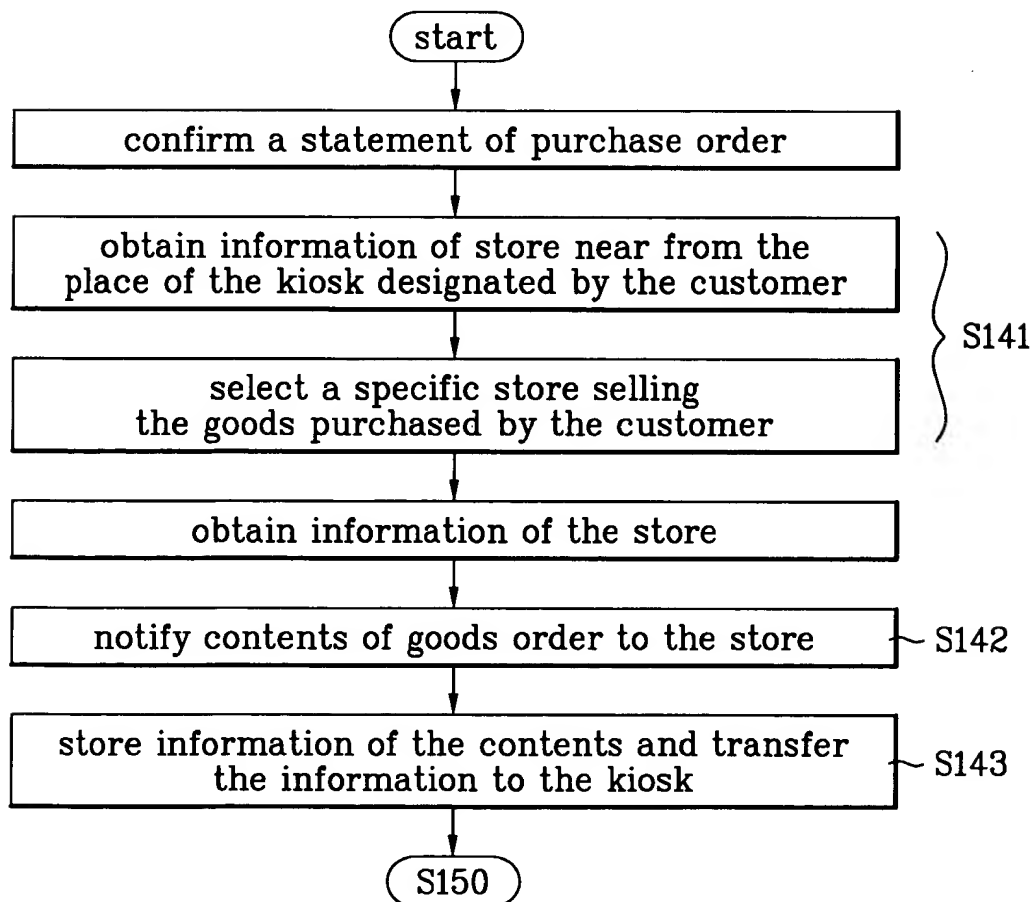 start
confirm a statement of purchase order
obtain information of store near from the
place of the kiosk designated by the customer
S141
select a specific store selling
the goods purchased by the customer
obtain information of the store
notify contents of goods order to the store
S142
store information of the contents and transfer
the information to the kiosk
S143
S150